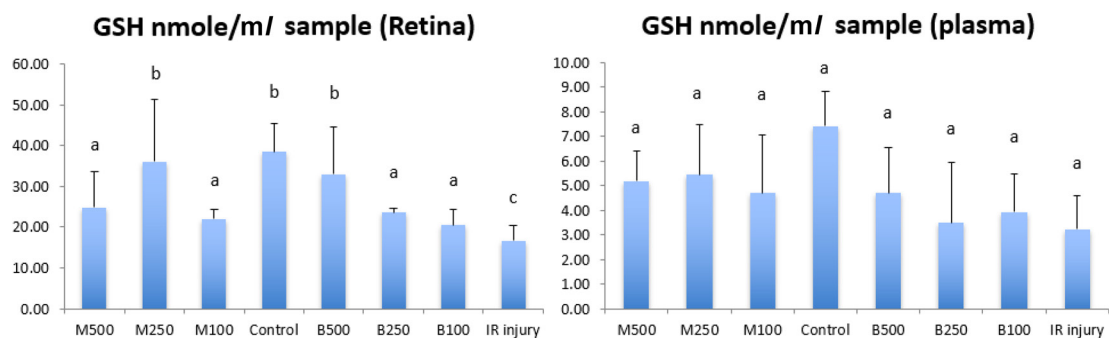 GSH nmole/ml sample (Retina)
60.00
50.00
40.00
30.00
20.00
10.00
0.00
a
b
a
b
b
a
a
c
M500 M250 M100 Control B500 B250 B100 IR injury
GSH nmole/ml sample (plasma)
10.00
9.00
8.00
7.00
6.00
5.00
4.00
3.00
2.00
1.00
0.00
a
a
a
a
a
a
a
a
M500 M250 M100 Control B500 B250 B100 IR injury